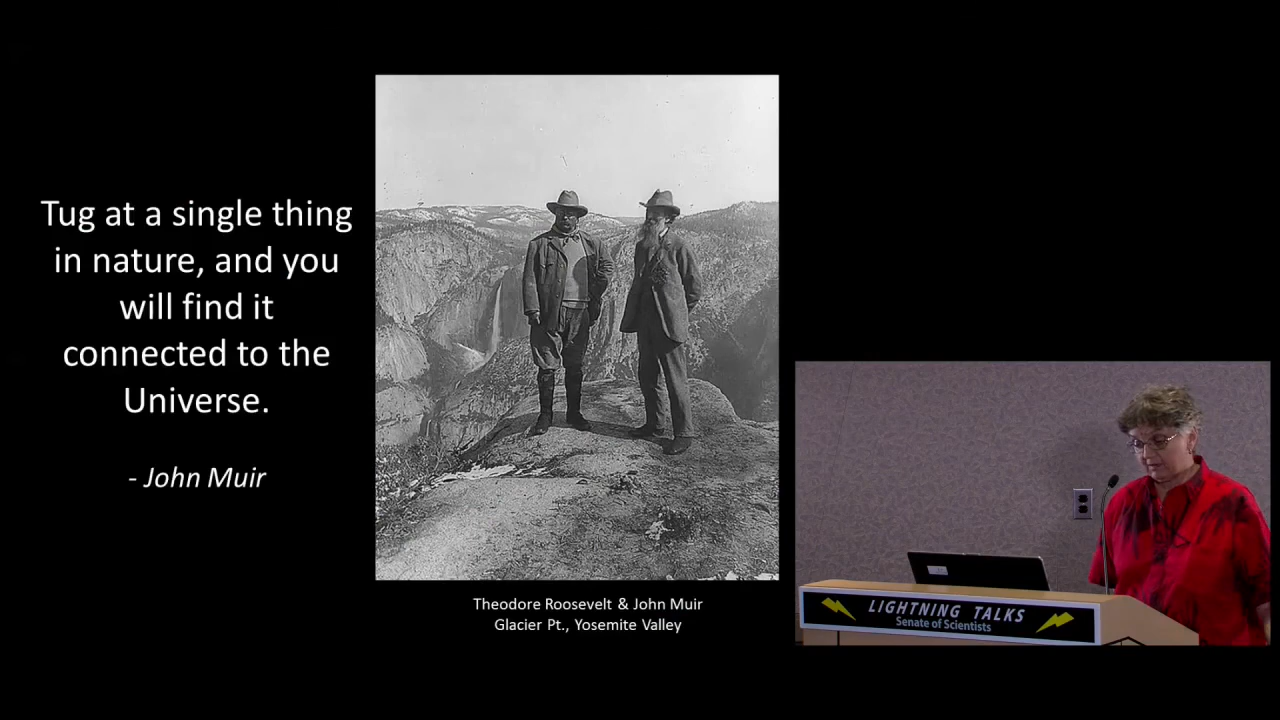 Tug at a single thing
in nature, and you
will find it
connected to the
Universe.
- John Muir
Theodore Roosevelt & John Muir
Glacier Pt., Yosemite Valley
LIGHTNING TALKS
Senate of Scientists